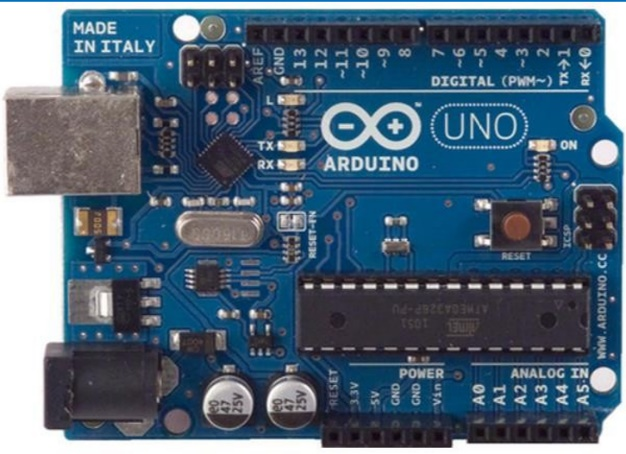 MADE
IN ITALY
AREF
GND
13
12
~11
~10
~9
8
7
~6
~5
4
~3
2
TX→1
RX←0
DIGITAL (PWM~)
L
TX
RX
ARDUINO
UNO
ON
RESET-EN
RESET
ICSP
ATMEGA328P-PU
ATMEL
WWW.ARDUINO.CC
POWER
ANALOG IN
RESET
3.3V
5V
GND
GND
Vin
A0
A1
A2
A3
A4
A5
47
25V
47
25V